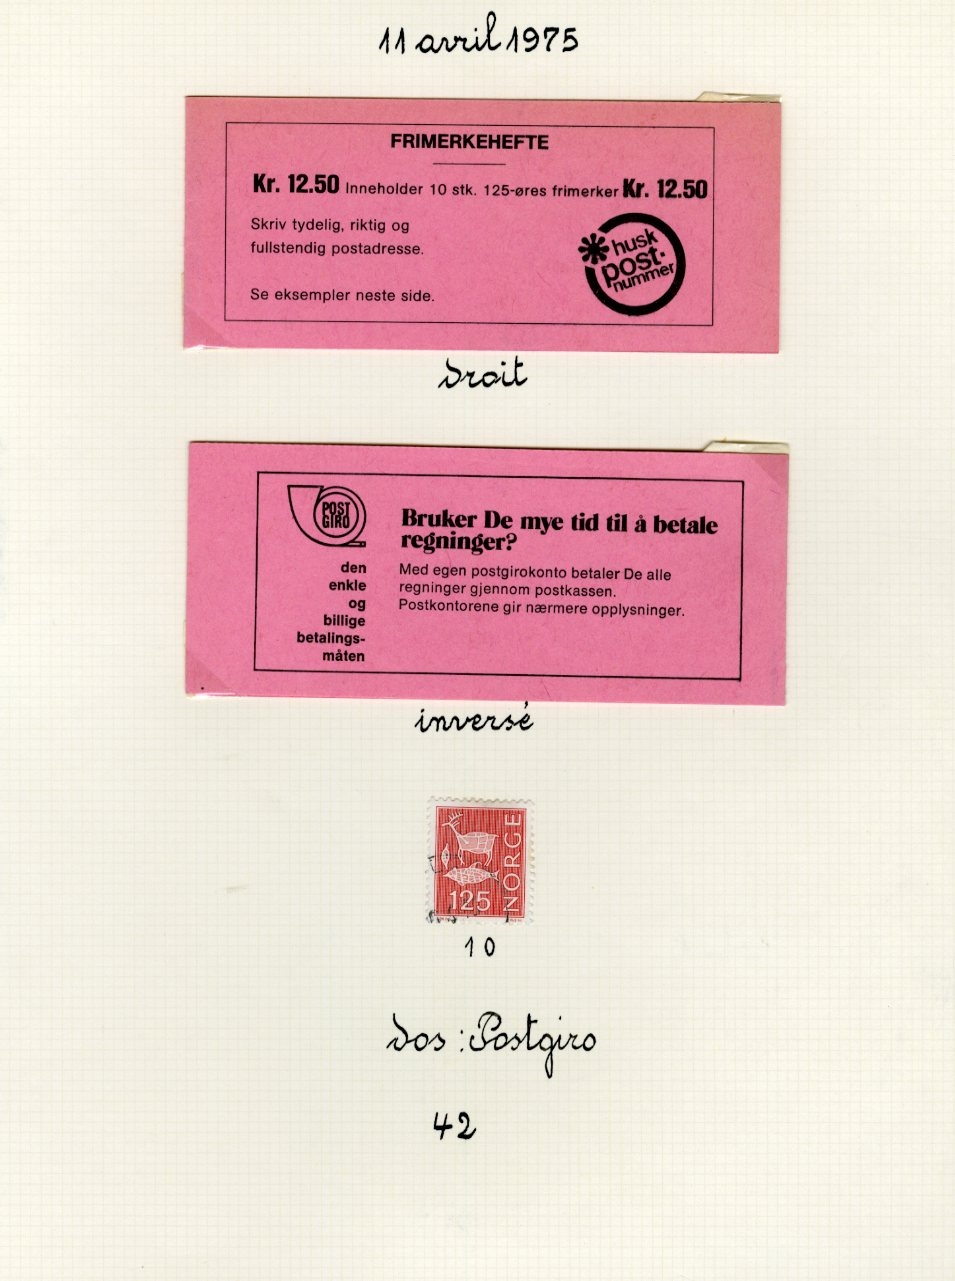 11 avril 1975
FRIMERKEHEFTE
Kr. 12.50 Inneholder 10 stk. 125-øres frimerker Kr. 12.50
Skriv tydelig, riktig og
fullstendig postadresse.
Se eksempler neste side.
husk
post-
nummer
droit
POST
GIRO
den
enkle
og
billige
betalings-
måten
Bruker De mye tid til å betale
regninger?
Med egen postgirokonto betaler De alle
regninger gjennom postkassen.
Postkontorene gir nærmere opplysninger.
inversé
NORGE
125
10
dos : Postgiro
42